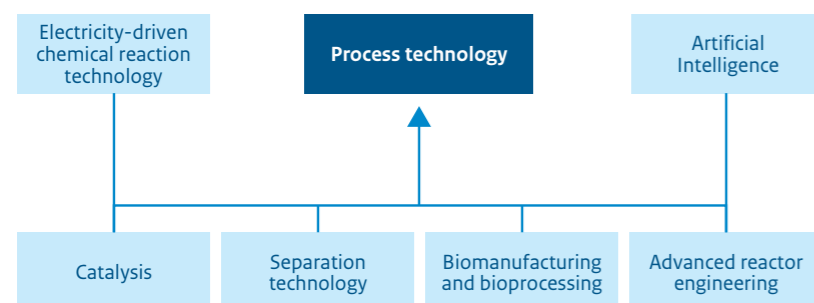 Electricity-driven
chemical reaction
technology
Process technology
Artificial
Intelligence
Catalysis
Separation
technology
Biomanufacturing
and bioprocessing
Advanced reactor
engineering